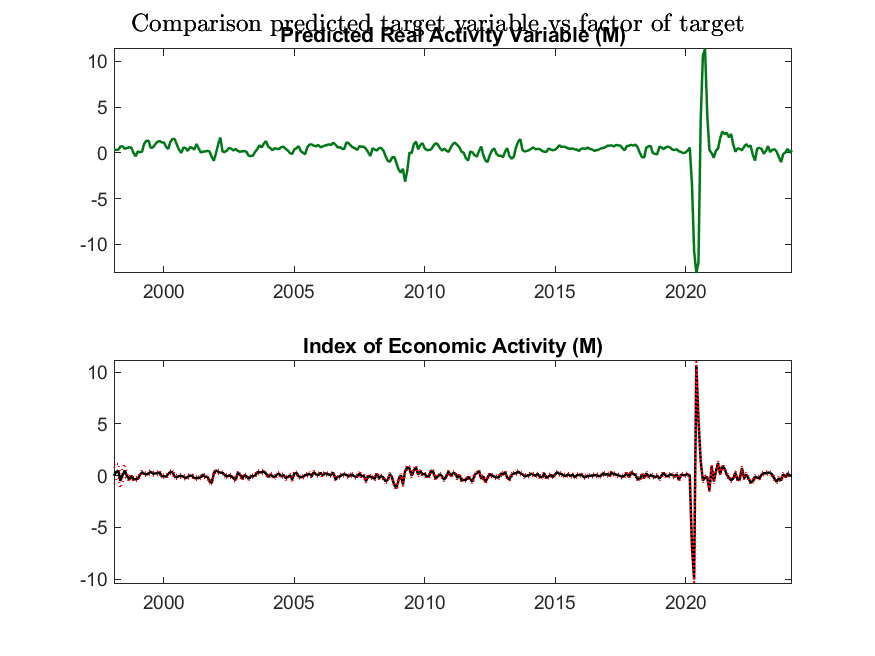 Comparison predicted target variable vs factor of target
Predicted Real Activity Variable (M)
10
5
0
-5
-10
2000 2005 2010 2015 2020
Index of Economic Activity (M)
10
5
0
-5
-10
2000 2005 2010 2015 2020